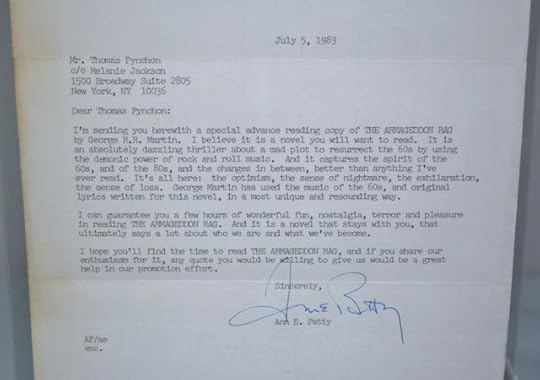 July 5, 1983
Mr. Thomas Pynchon
c/o Melanie Jackson
1500 Broadway Suite 2805
New York, NY 10036
Dear Thomas Pynchon:
I'm sending you herewith a special advance reading copy of THE ARMAGEDDON RAG
by George R.R. Martin. I believe it is a novel you will want to read. It is
an absolutely dazzling thriller about a mad plot to resurrect the 60s by using
the demonic power of rock and roll music. And it captures the spirit of the
60s, and of the 80s, and the changes in between, better than anything I've
ever read. It's all here: the optimism, the sense of nightmare, the exhilaration,
the sense of loss. George Martin has used the music of the 60s, and original
lyrics written for this novel, in a most unique and resounding way.
I can guarantee you a few hours of wonderful fun, nostalgia, terror and pleasure
in reading THE ARMAGEDDON RAG. And it is a novel that stays with you, that
ultimately says a lot about who we are and what we've become.
I hope you'll find the time to read THE ARMAGEDDON RAG, and if you share our
enthusiasm for it, any quote you would be willing to give us would be a great
help in our promotion effort.
Sincerely,
Anne Patty
Ann E. Patty
AP/ae
enc.